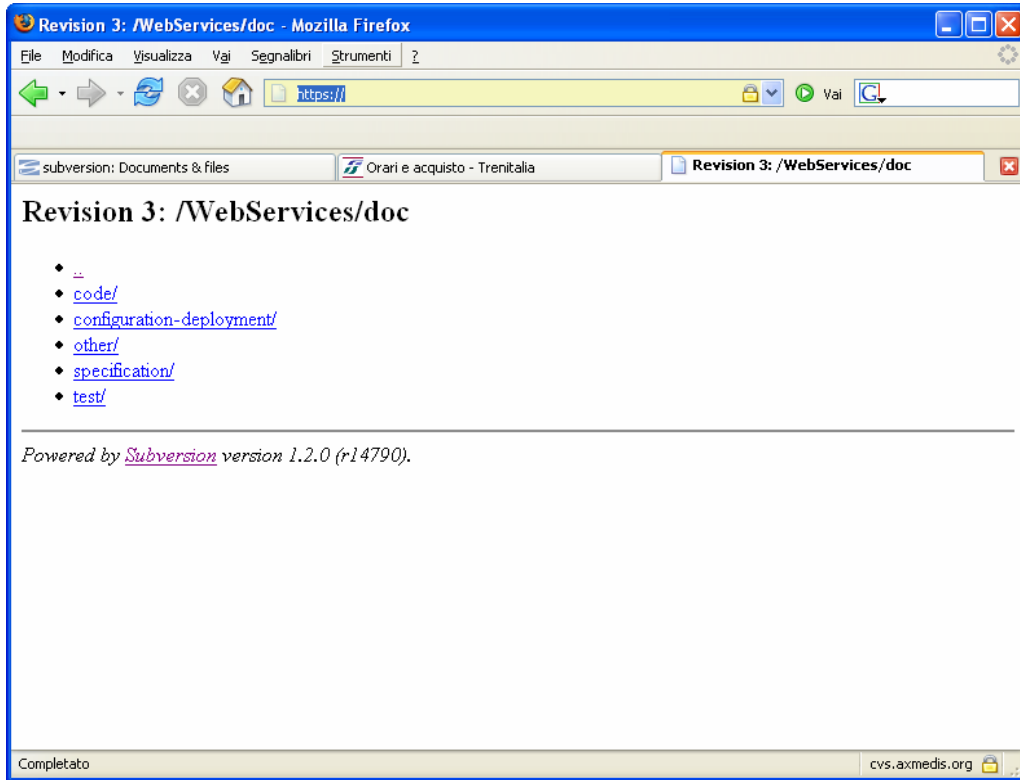 Revision 3: /WebServices/doc - Mozilla Firefox
File Modifica Visualizza Vai Segnalibri Strumenti ?
https:// Vai G
subversion: Documents & files Orari e acquisto - Trenitalia Revision 3: /WebServices/doc
Revision 3: /WebServices/doc
..
code/
configuration-deployment/
other/
specification/
test/
Powered by Subversion version 1.2.0 (r14790).
Completato cvs.axmedis.org